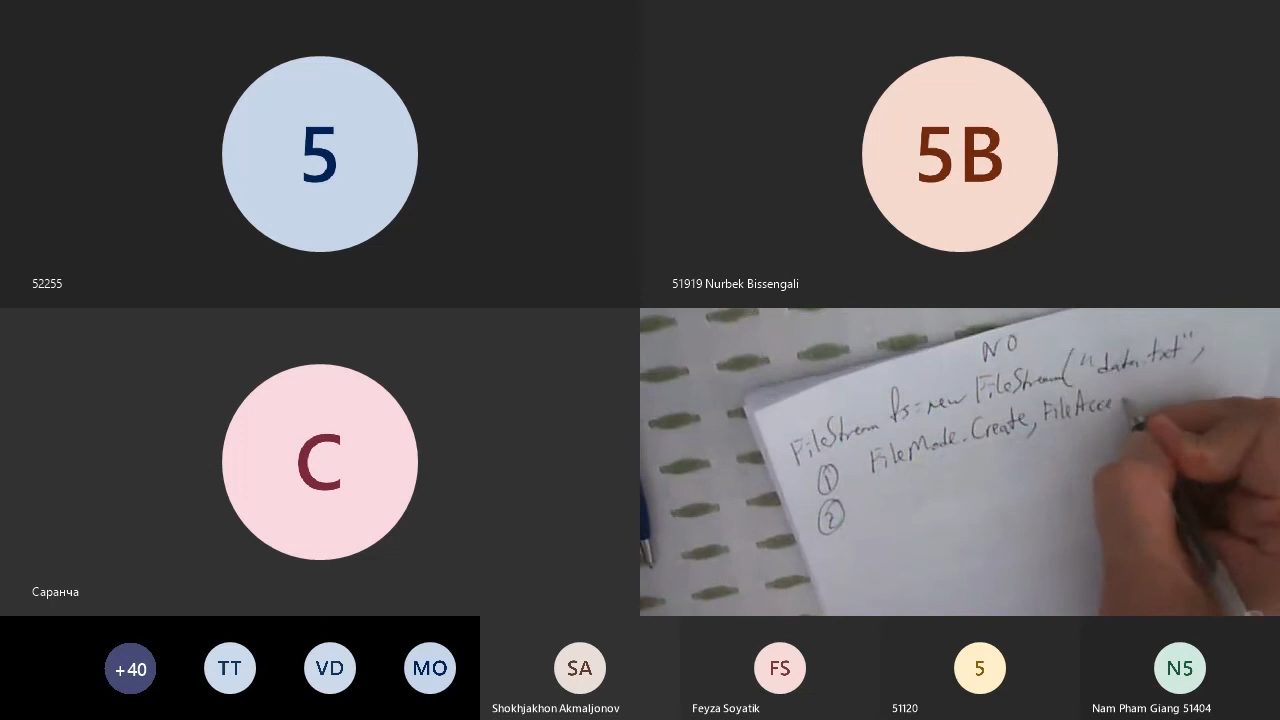 5
52255
5B
51919 Nurbek Bissengali
C
Саранча
NO
FileStream fs=new FileStream("data.txt",
① FileMode.Create, FileAcce
②
+40
TT
VD
MO
SA
Shokhjakhon Akmaljonov
FS
Feyza Soyatik
5
51120
N5
Nam Pham Giang 51404